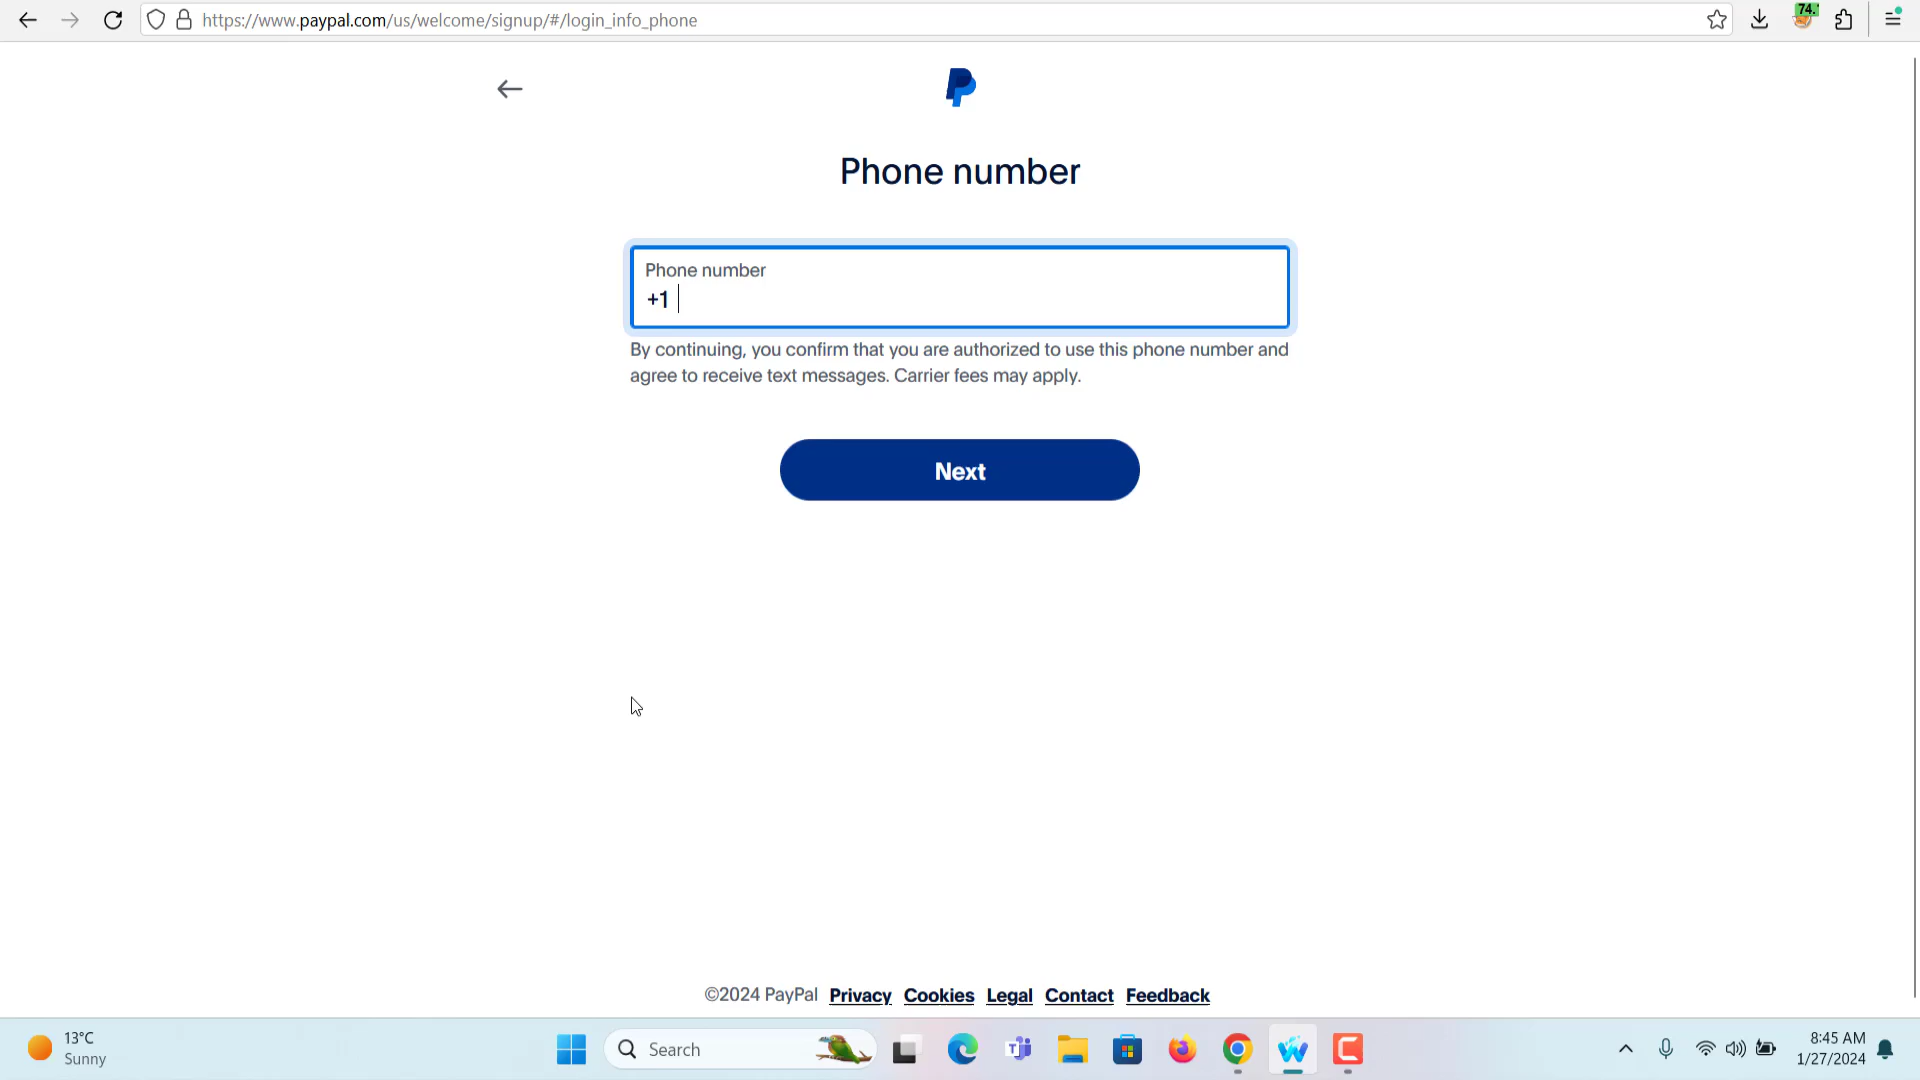 https://www.paypal.com/us/welcome/signup/#/login_info_phone
74.
Phone number
Phone number
+1
By continuing, you confirm that you are authorized to use this phone number and
agree to receive text messages. Carrier fees may apply.
Next
©2024 PayPal Privacy Cookies Legal Contact Feedback
13°C
Sunny
Search
8:45 AM
1/27/2024